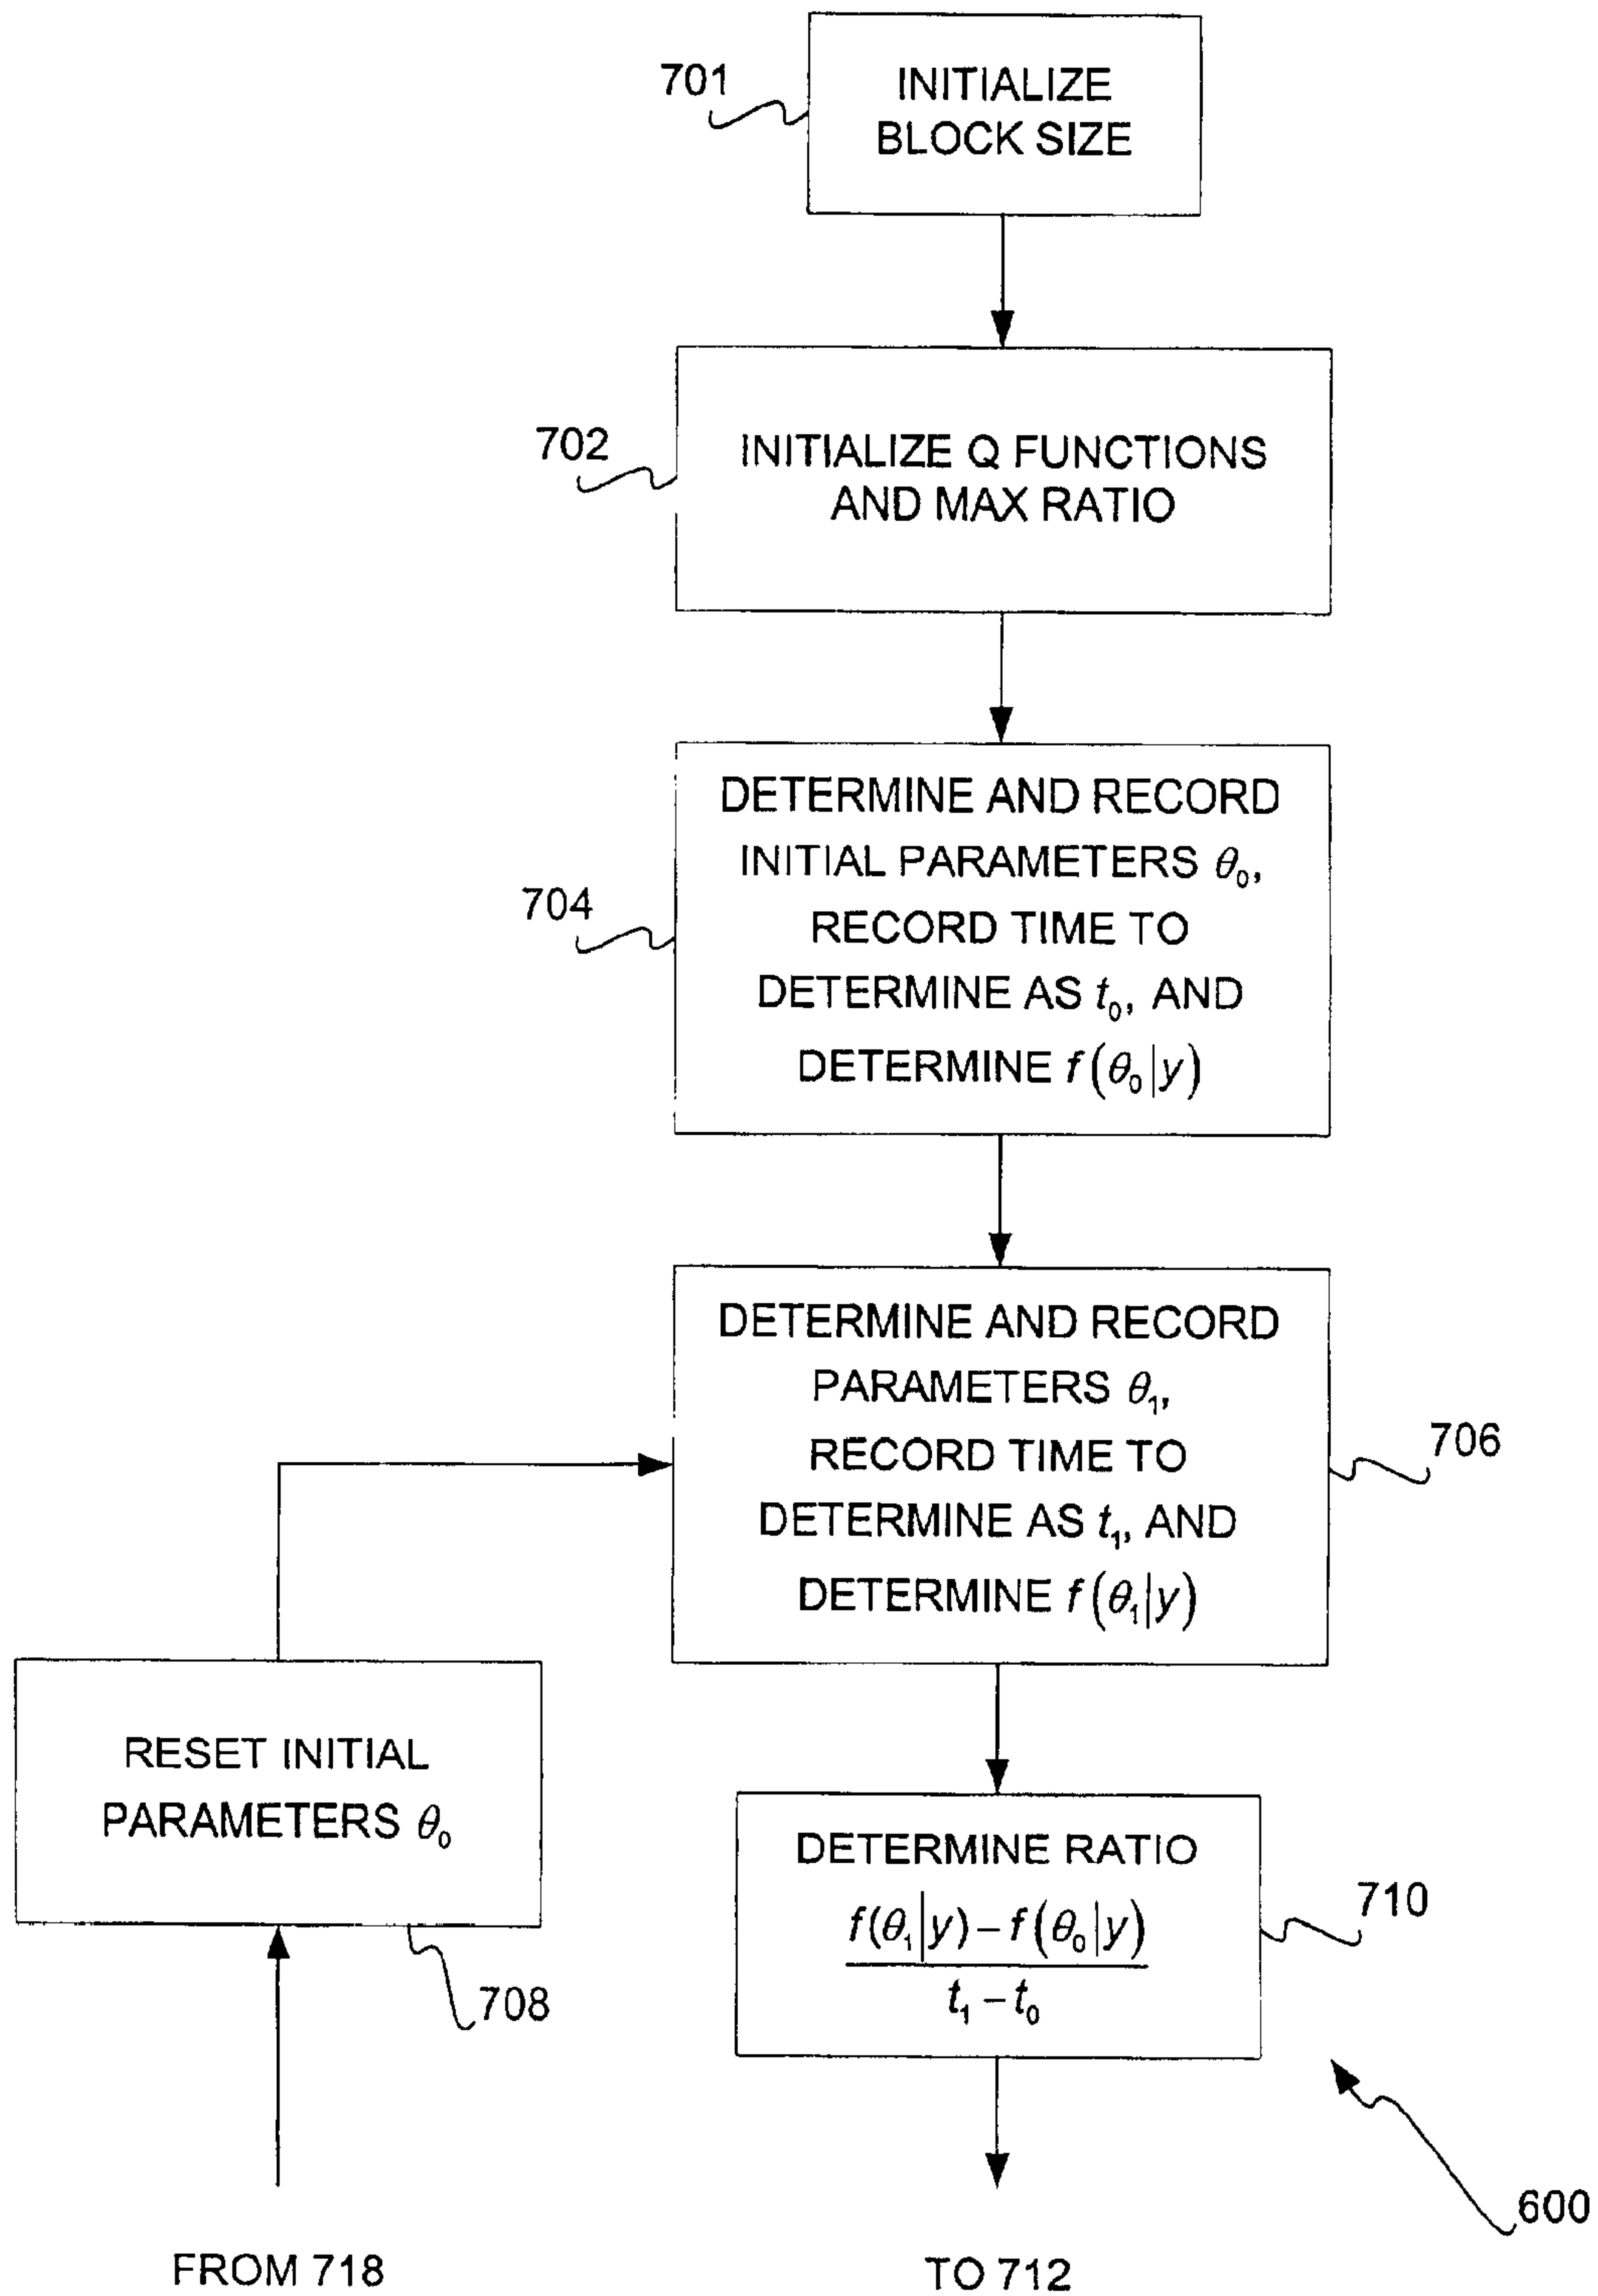 701
INITIALIZE
BLOCK SIZE
702
INITIALIZE Q FUNCTIONS
AND MAX RATIO
704
DETERMINE AND RECORD
INITIAL PARAMETERS θ₀,
RECORD TIME TO
DETERMINE AS t₀, AND
DETERMINE f(θ₀|y)
706
DETERMINE AND RECORD
PARAMETERS θ₁,
RECORD TIME TO
DETERMINE AS t₁, AND
DETERMINE f(θ₁|y)
RESET INITIAL
PARAMETERS θ₀
708
DETERMINE RATIO
f(θ₁|y) – f(θ₀|y)
t₁ – t₀
710
600
FROM 718
TO 712